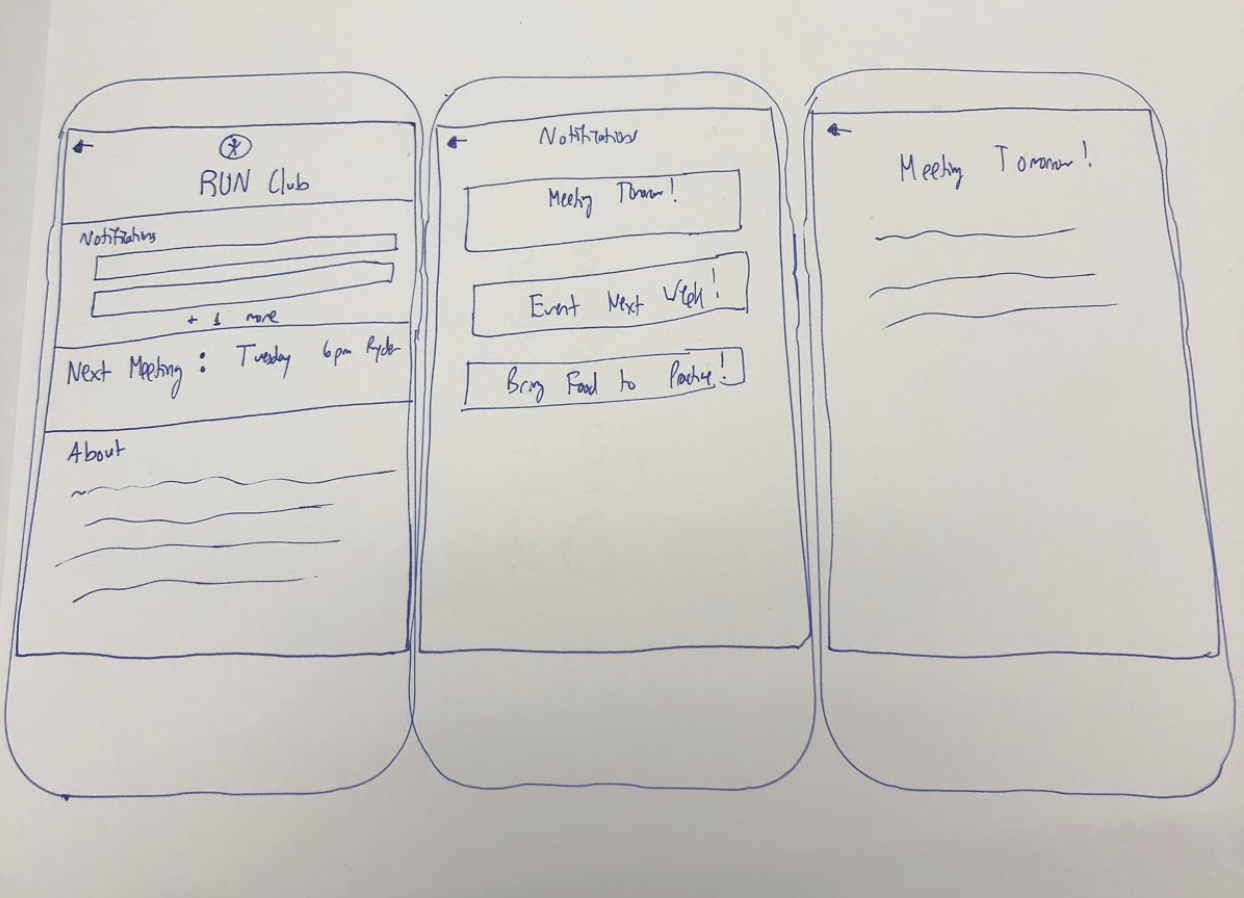 RUN Club
Notifications
+ 1 more
Next Meeting : Tuesday 6pm Ryder
About
Notifications
Meeting Tomorrow!
Event Next Week!
Bring Food to Practice!
Meeting Tomorrow!